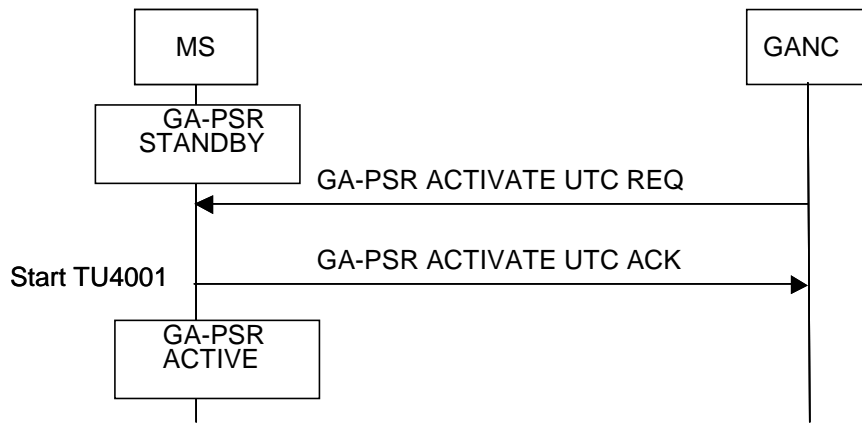 MS
GANC
GA-PSR
STANDBY
GA-PSR ACTIVATE UTC REQ
Start TU4001
GA-PSR ACTIVATE UTC ACK
GA-PSR
ACTIVE